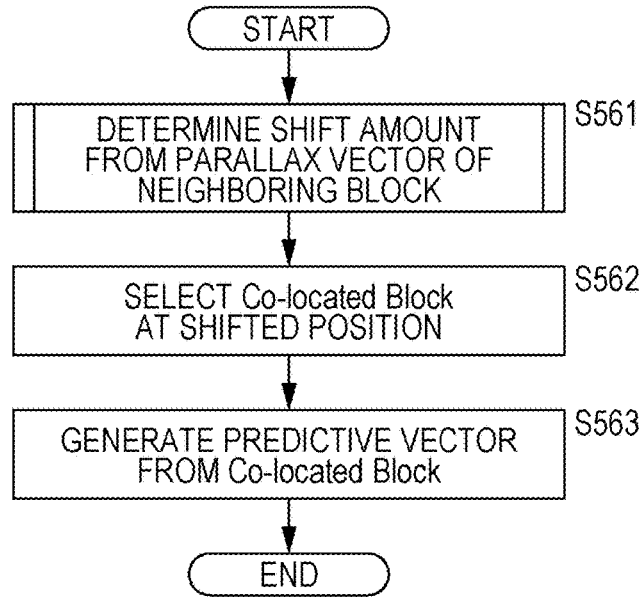 START
DETERMINE SHIFT AMOUNT
FROM PARALLAX VECTOR OF
NEIGHBORING BLOCK
S561
SELECT Co-located Block
AT SHIFTED POSITION
S562
GENERATE PREDICTIVE VECTOR
FROM Co-located Block
S563
END